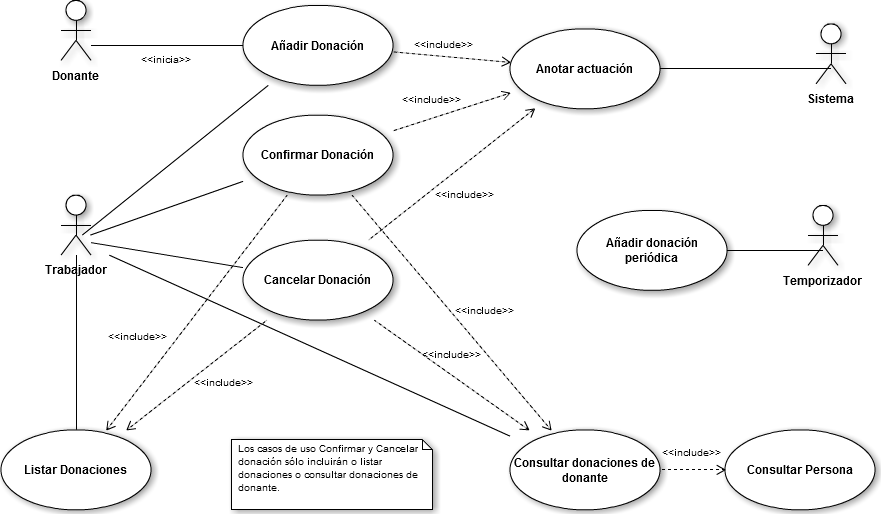 Donante
<<inicia>>
Añadir Donación
<<include>>
Anotar actuación
Sistema
<<include>>
Confirmar Donación
<<include>>
Trabajador
Cancelar Donación
Añadir donación
periódica
Temporizador
<<include>>
<<include>>
<<include>>
<<include>>
Listar Donaciones
Los casos de uso Confirmar y Cancelar
donación sólo incluirán o listar
donaciones o consultar donaciones de
donante.
Consultar donaciones de
donante
<<include>>
Consultar Persona